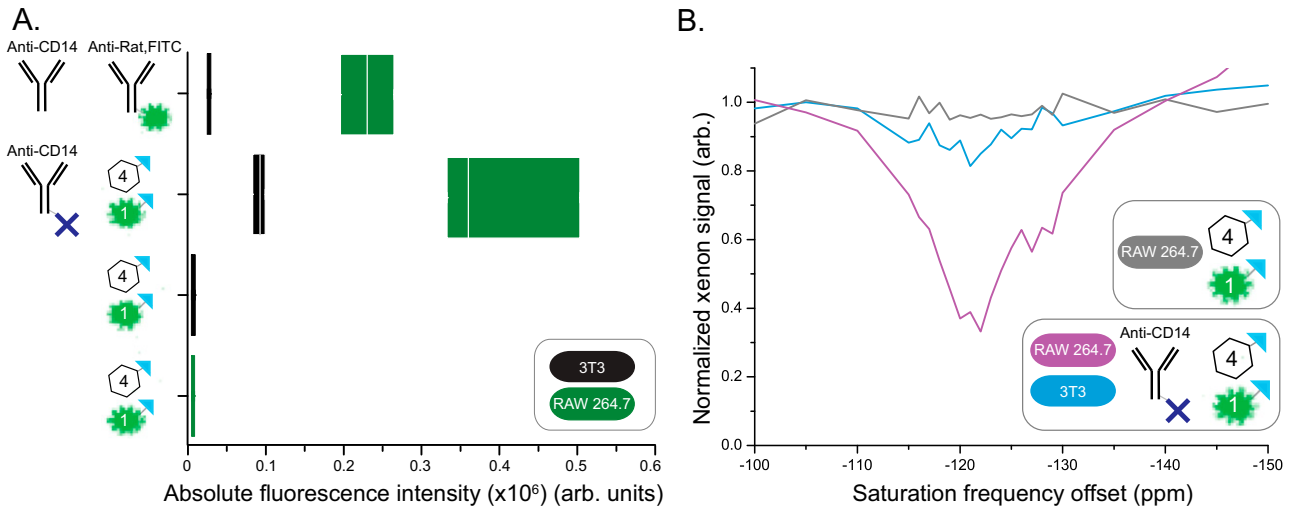 A.
Anti-CD14 Anti-Rat,FITC
Anti-CD14
4
1
4
1
4
1
3T3
RAW 264.7
0 0.1 0.2 0.3 0.4 0.5 0.6
Absolute fluorescence intensity (x10⁶) (arb. units)
B.
Normalized xenon signal (arb.)
1.0
0.8
0.6
0.4
0.2
0.0
RAW 264.7
4
1
RAW 264.7
3T3
Anti-CD14
4
1
-100 -110 -120 -130 -140 -150
Saturation frequency offset (ppm)